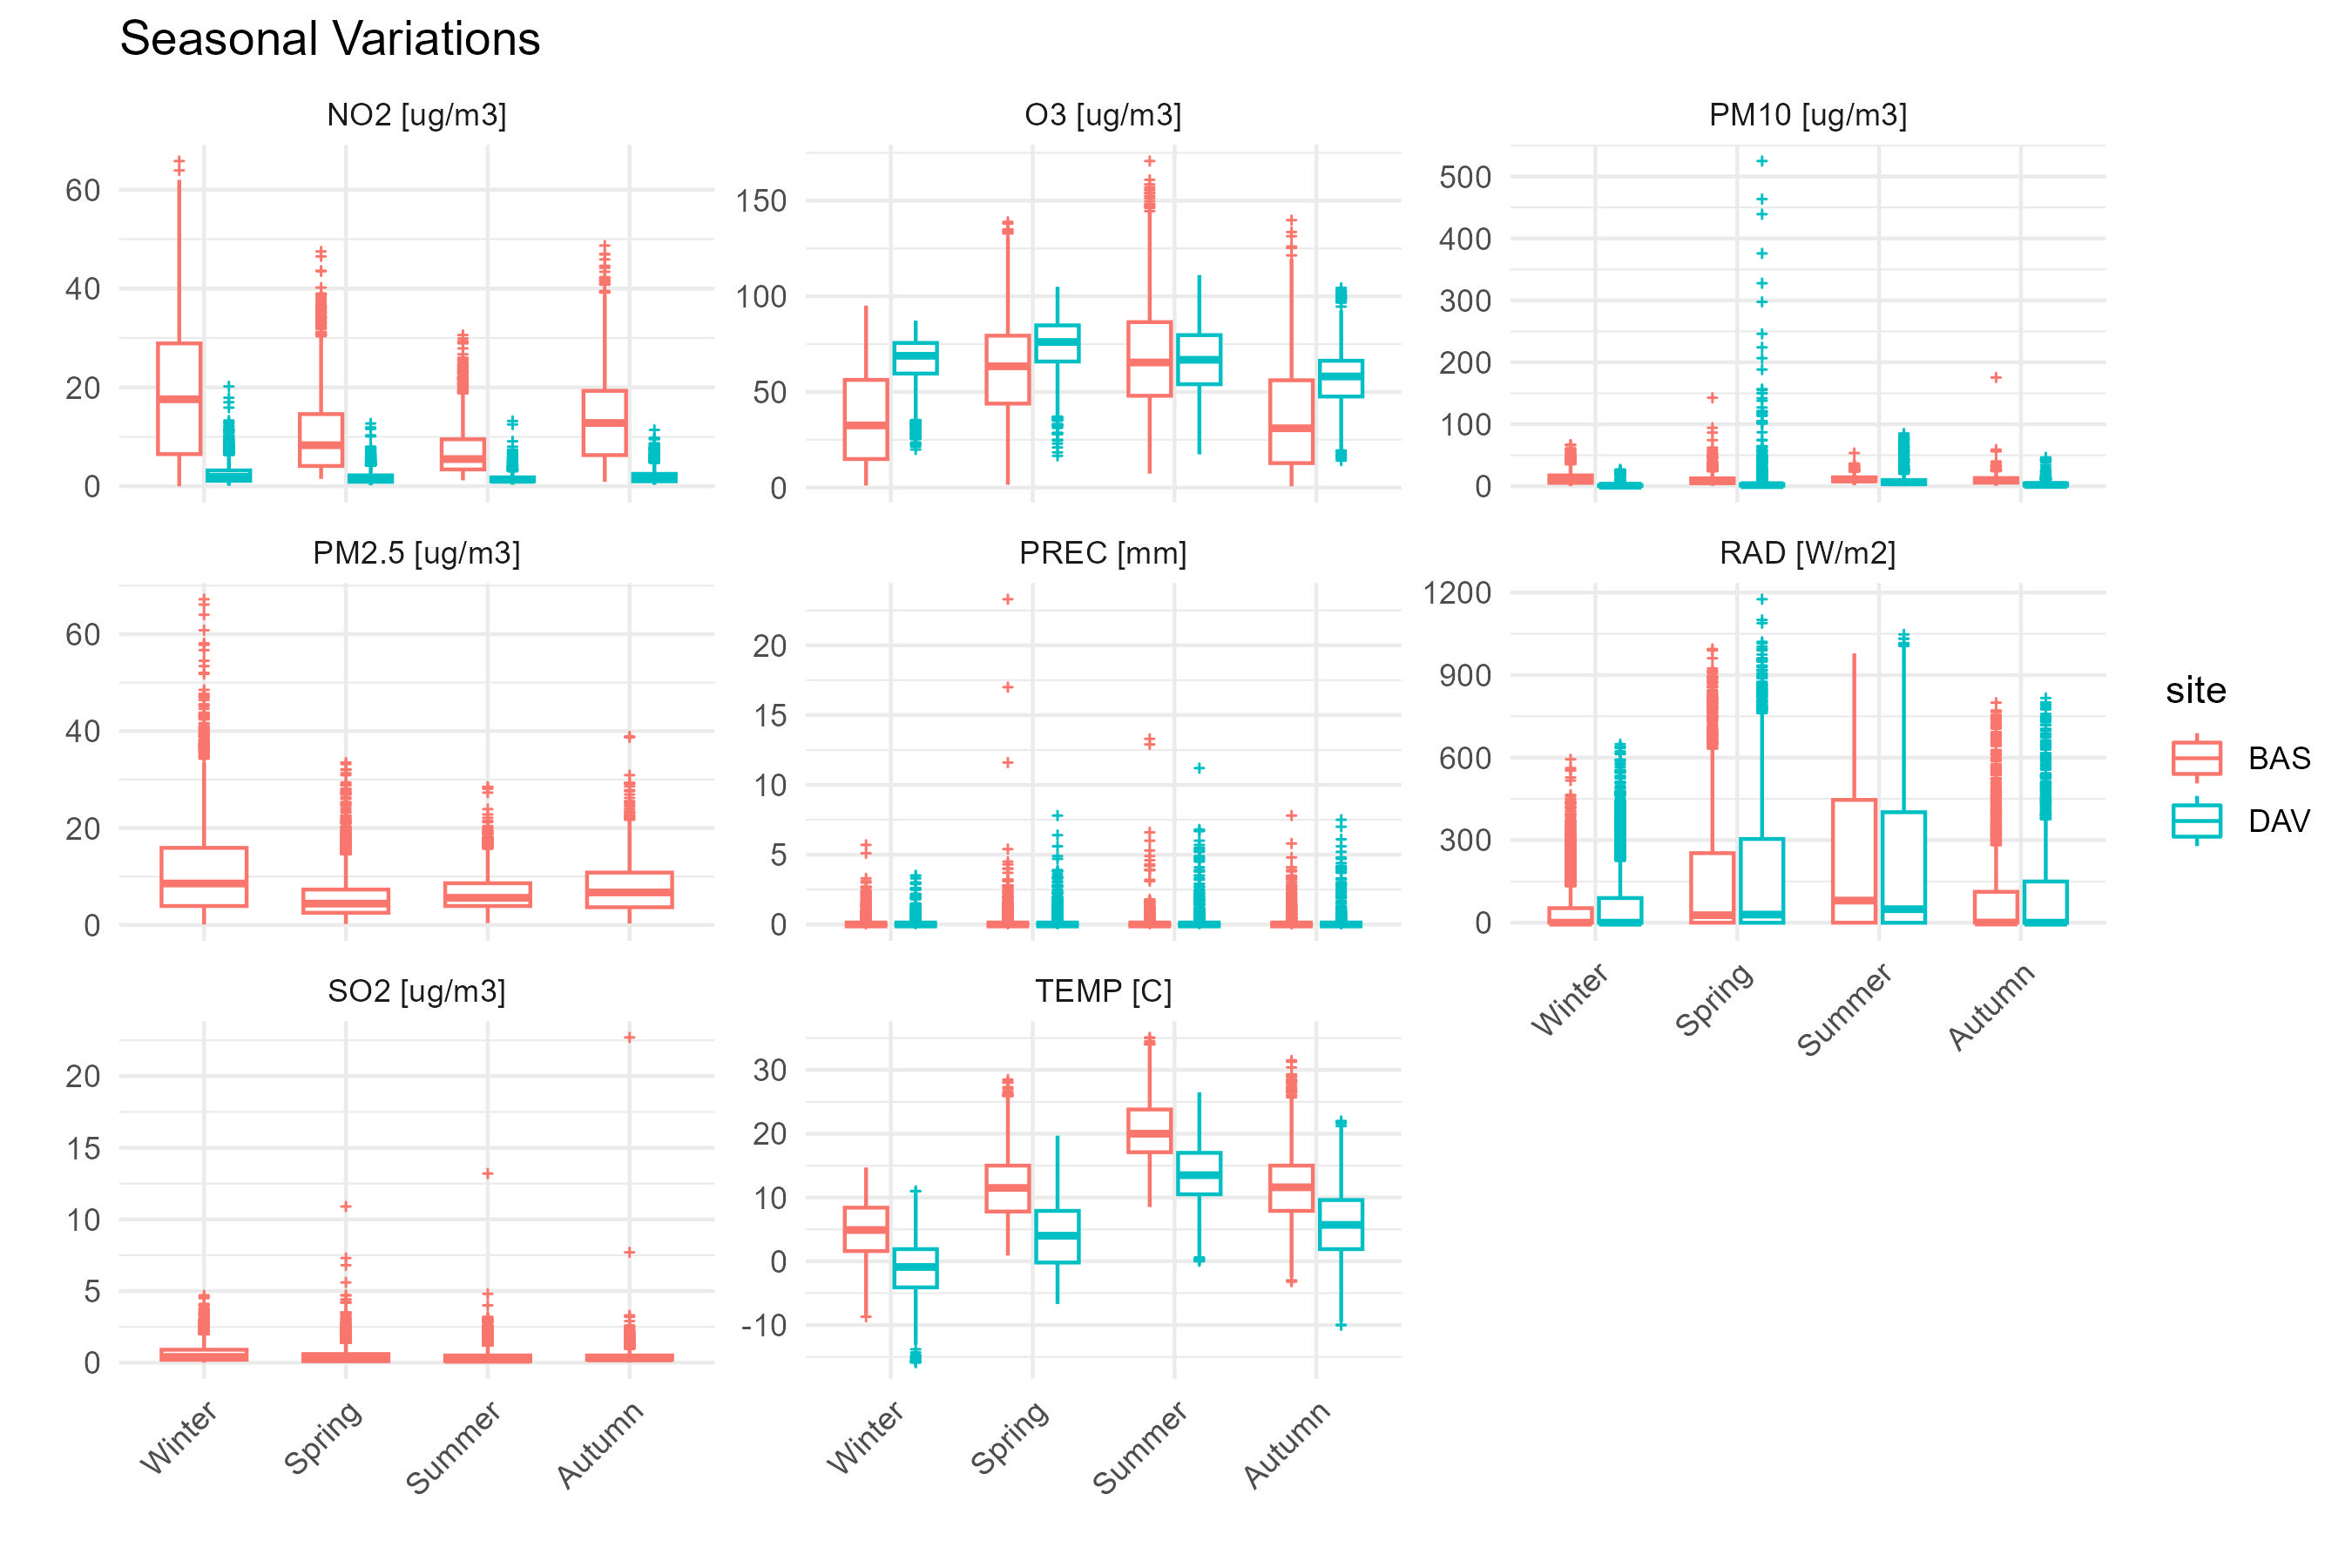 Seasonal Variations
NO2 [ug/m3]
O3 [ug/m3]
PM10 [ug/m3]
60
40
20
0
150
100
50
0
500
400
300
200
100
0
PM2.5 [ug/m3]
PREC [mm]
RAD [W/m2]
60
40
20
0
20
15
10
5
0
1200
900
600
300
0
Winter
Spring
Summer
Autumn
SO2 [ug/m3]
TEMP [C]
20
15
10
5
0
30
20
10
0
-10
Winter
Spring
Summer
Autumn
Winter
Spring
Summer
Autumn
site
BAS
DAV